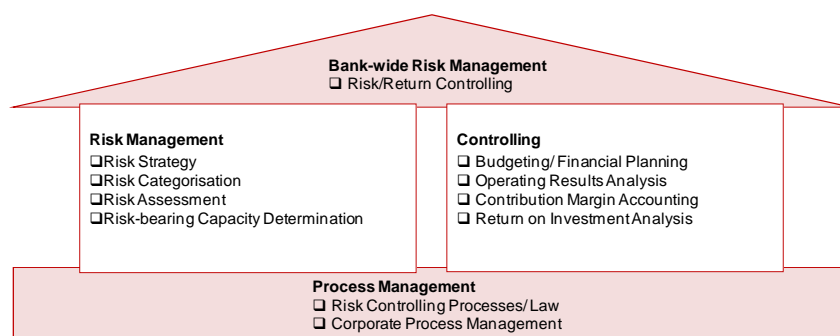 Bank-wide Risk Management
❑ Risk/Return Controlling
Risk Management
❑Risk Strategy
❑Risk Categorisation
❑Risk Assessment
❑Risk-bearing Capacity Determination
Controlling
❑ Budgeting/ Financial Planning
❑ Operating Results Analysis
❑ Contribution Margin Accounting
❑ Return on Investment Analysis
Process Management
❑ Risk Controlling Processes/ Law
❑ Corporate Process Management